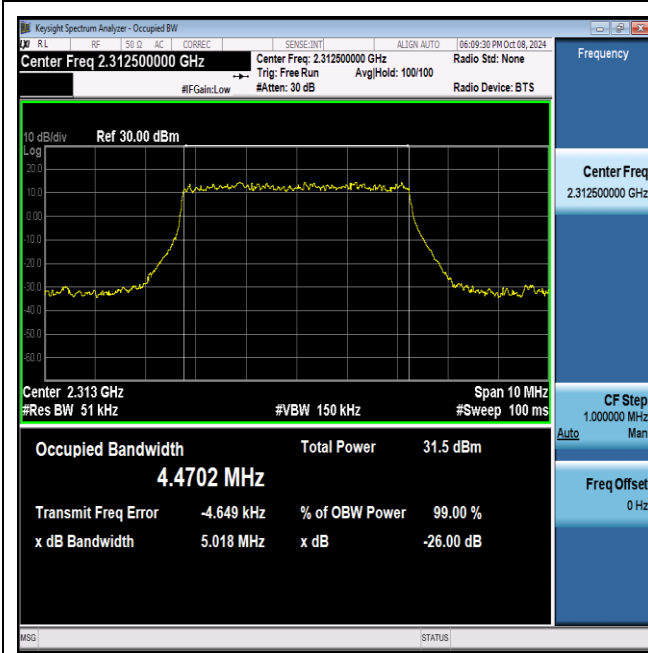 Keysight Spectrum Analyzer - Occupied BW
RL RF 50 Ω AC CORREC SENSE:INT ALIGN AUTO 06:09:30 PM Oct 08, 2024
Center Freq 2.312500000 GHz
Center Freq: 2.312500000 GHz Radio Std: None
Trig: Free Run Avg|Hold: 100/100
#IFGain:Low #Atten: 30 dB Radio Device: BTS
10 dB/div Ref 30.00 dBm
Log
20.0
10.0
0.00
-10.0
-20.0
-30.0
-40.0
-50.0
-60.0
Center 2.313 GHz Span 10 MHz
#Res BW 51 kHz #VBW 150 kHz #Sweep 100 ms
Occupied Bandwidth Total Power 31.5 dBm
4.4702 MHz
Transmit Freq Error -4.649 kHz % of OBW Power 99.00 %
x dB Bandwidth 5.018 MHz x dB -26.00 dB
Frequency
Center Freq
2.312500000 GHz
CF Step
1.000000 MHz
Auto Man
Freq Offset
0 Hz
MSG STATUS